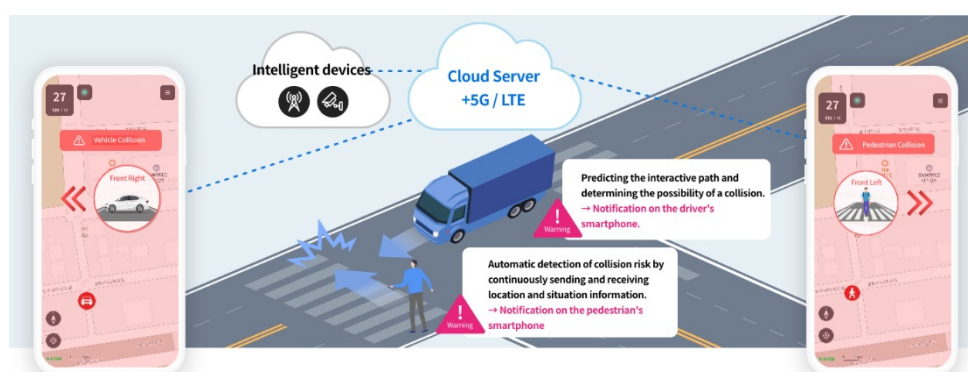 Intelligent devices
Cloud Server
+5G / LTE
27
KM / H
Vehicle Collision
Front Right
Predicting the interactive path and
determining the possibility of a collision.
→ Notification on the driver's
smartphone.
Warning
Automatic detection of collision risk by
continuously sending and receiving
location and situation information.
→ Notification on the pedestrian's
smartphone
Warning
27
KM / H
Pedestrian Collision
Front Left